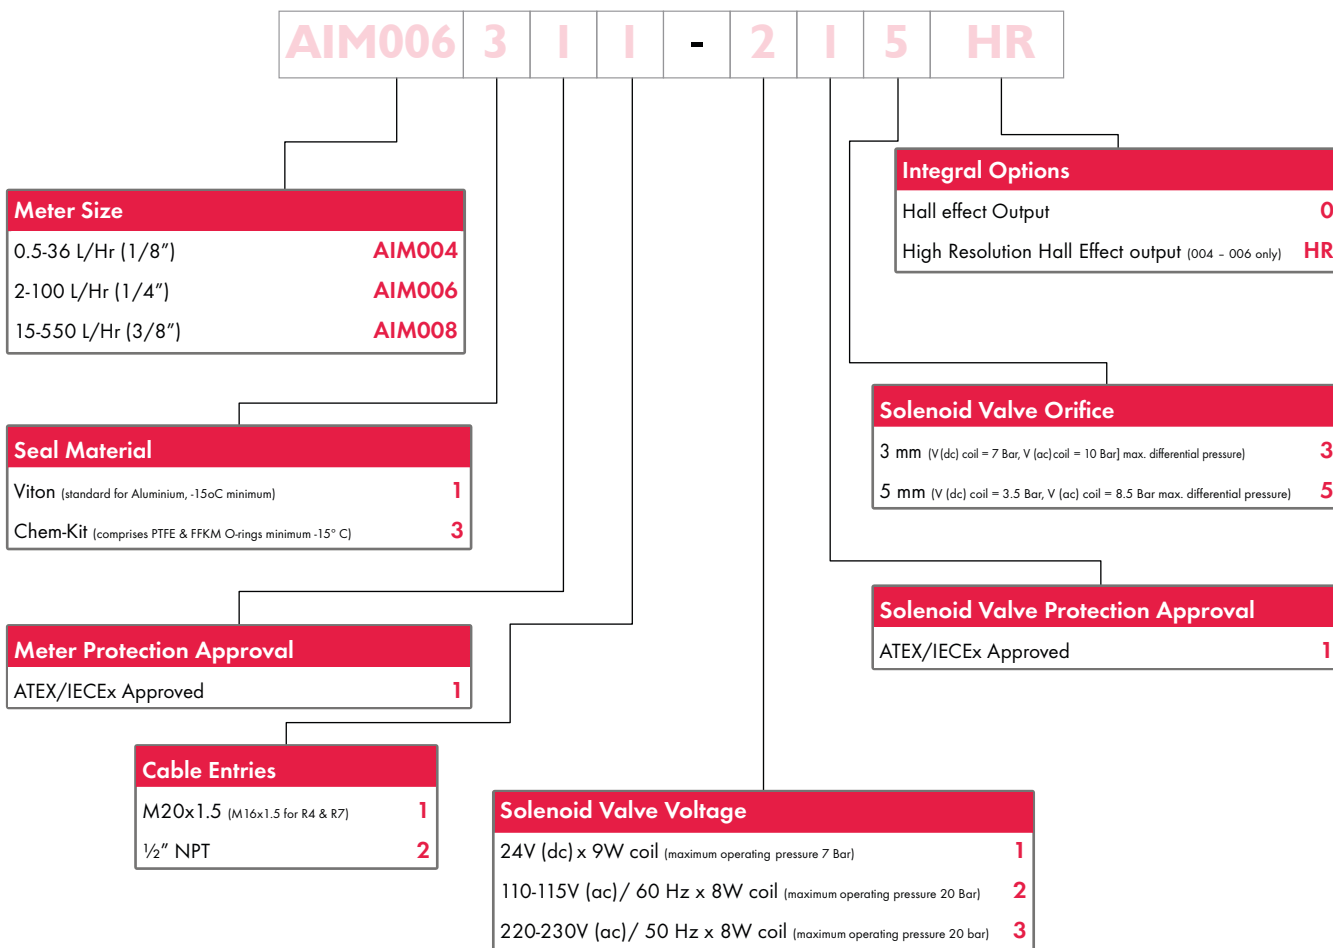 AIM006 3 1 1 - 2 1 5 HR
Meter Size
0.5-36 L/Hr (1/8") AIM004
2-100 L/Hr (1/4") AIM006
15-550 L/Hr (3/8") AIM008
Integral Options
Hall effect Output 0
High Resolution Hall Effect output (004 – 006 only) HR
Seal Material
Viton (standard for Aluminium, -15oC minimum) 1
Chem-Kit (comprises PTFE & FFKM O-rings minimum -15° C) 3
Solenoid Valve Orifice
3 mm (V (dc) coil = 7 Bar, V (ac) coil = 10 Bar] max. differential pressure) 3
5 mm (V (dc) coil = 3.5 Bar, V (ac) coil = 8.5 Bar max. differential pressure) 5
Meter Protection Approval
ATEX/IECEx Approved 1
Solenoid Valve Protection Approval
ATEX/IECEx Approved 1
Cable Entries
M20x1.5 (M16x1.5 for R4 & R7) 1
½" NPT 2
Solenoid Valve Voltage
24V (dc) x 9W coil (maximum operating pressure 7 Bar) 1
110-115V (ac)/ 60 Hz x 8W coil (maximum operating pressure 20 Bar) 2
220-230V (ac)/ 50 Hz x 8W coil (maximum operating pressure 20 bar) 3